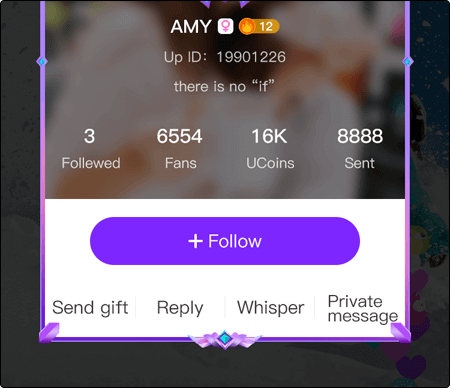 AMY 12
Up ID: 19901226
there is no “if”
3 6554 16K 8888
Follewed Fans UCoins Sent
+ Follow
Send gift Reply Whisper Private
message